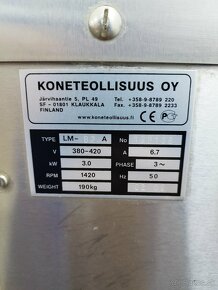 KONETEOLLISUUS OY
Järvihaantie 5, PL 49
SF - 01801 KLAUKKALA
FINLAND
Tel. +358-9-8789 220
Fax +358-9-8789 2233
www.koneteollisuus.fi
CE
TYPE LM- A No
V 380-420 A 6.7
kW 3.0 PHASE 3~
RPM 1420 Hz 50
WEIGHT 190kg